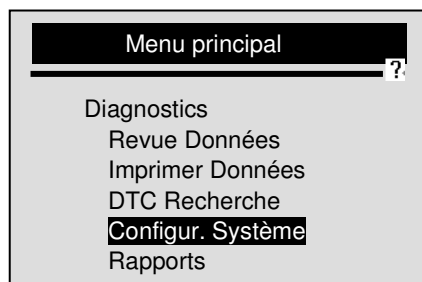 Menu principal
?
Diagnostics
Revue Données
Imprimer Données
DTC Recherche
Configur. Système
Rapports